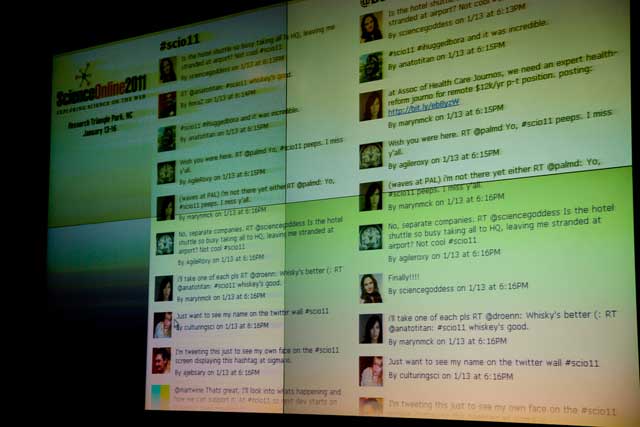 ScienceOnline2011
EXPLORING SCIENCE ON THE WEB
Research Triangle Park, NC
January 13-16
#scio11
Is the hotel shuttle so busy taking all to HQ, leaving me
stranded at airport? Not cool #scio11
By sciencegoddess on 1/13 at 6:13PM
RT @anatotitan: #scio11 whiskey's good.
on 1/13 at 6:14PM
#scio11 #ihuggedbora and it was incredible.
By anatotitan on 1/13 at 6:15PM
Wish you were here. RT @palmd Yo, #scio11 peeps. I miss
y'all.
By AgileRoxy on 1/13 at 6:15PM
(waves at PAL) i'm not there yet either RT @palmd: Yo,
#scio11 peeps. I miss y'all.
By marynmck on 1/13 at 6:16PM
No, separate companies. RT @sciencegoddess Is the hotel
shuttle so busy taking all to HQ, leaving me stranded at
airport? Not cool #scio11
By AgileRoxy on 1/13 at 6:16PM
i'll take one of each pls RT @droenn: Whisky's better (: RT
@anatotitan: #scio11 whiskey's good.
By marynmck on 1/13 at 6:16PM
Just want to see my name on the twitter wall #scio11
By culturingsci on 1/13 at 6:16PM
I'm tweeting this just to see my own face on the #scio11
screen displaying this hashtag at sigmaxi.
By ajebsary on 1/13 at 6:16PM
@martwine Thats great, I'll look into whats happening and
how we can support it. At #scio11 so next dev starts on
Is the hotel shuttle so busy taking all
stranded at airport? Not cool #scio11
By sciencegoddess on 1/13 at 6:13PM
#scio11 #ihuggedbora and it was incredible.
By anatotitan on 1/13 at 6:15PM
at Assoc of Health Care Journos, we need an expert health-
reform journo for remote $12k/yr p-t position. posting:
http://bit.ly/eb8yzW
By marynmck on 1/13 at 6:15PM
Wish you were here. RT @palmd Yo, #scio11 peeps. I miss
y'all.
By agileroxy on 1/13 at 6:15PM
(waves at PAL) i'm not there yet either RT @palmd: Yo,
#scio11 peeps. I miss y'all.
By marynmck on 1/13 at 6:16PM
No, separate companies. RT @sciencegoddess Is the hotel
shuttle so busy taking all to HQ, leaving me stranded at
airport? Not cool #scio11
By agileroxy on 1/13 at 6:16PM
Finally!!!!
By sciencegoddess on 1/13 at 6:16PM
i'll take one of each pls RT @droenn: Whisky's better (: RT
@anatotitan: #scio11 whiskey's good.
By marynmck on 1/13 at 6:16PM
Just want to see my name on the twitter wall #scio11
By culturingsci on 1/13 at 6:16PM
I'm tweeting this just to see my own face on the #scio11